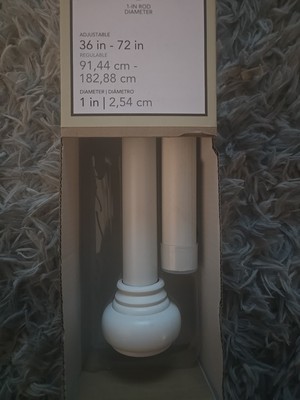 1-IN ROD
DIAMETER
ADJUSTABLE
36 in - 72 in
REGULABLE
91,44 cm -
182,88 cm
DIAMETER | DIÁMETRO
1 in | 2,54 cm